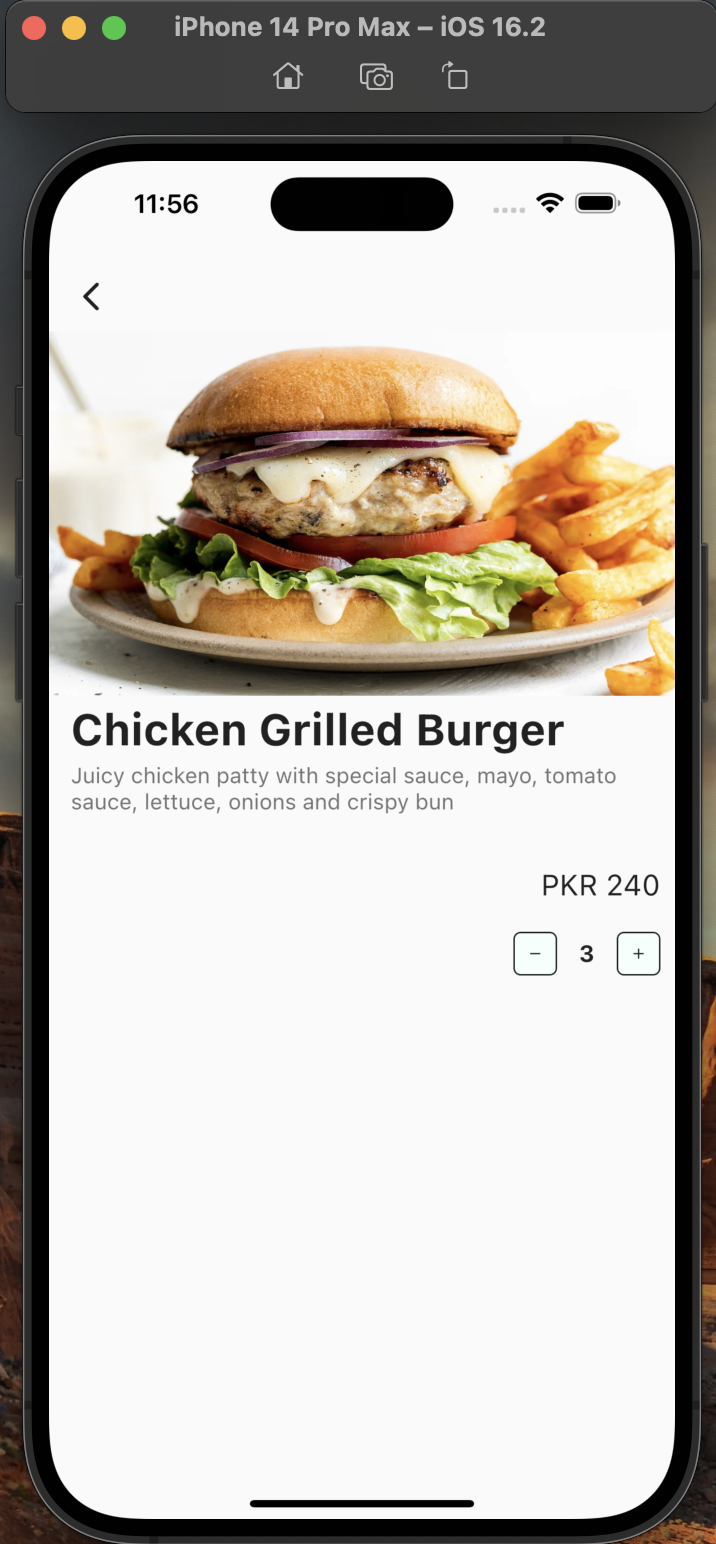 iPhone 14 Pro Max – iOS 16.2
11:56
Chicken Grilled Burger
Juicy chicken patty with special sauce, mayo, tomato
sauce, lettuce, onions and crispy bun
PKR 240
− 3 +